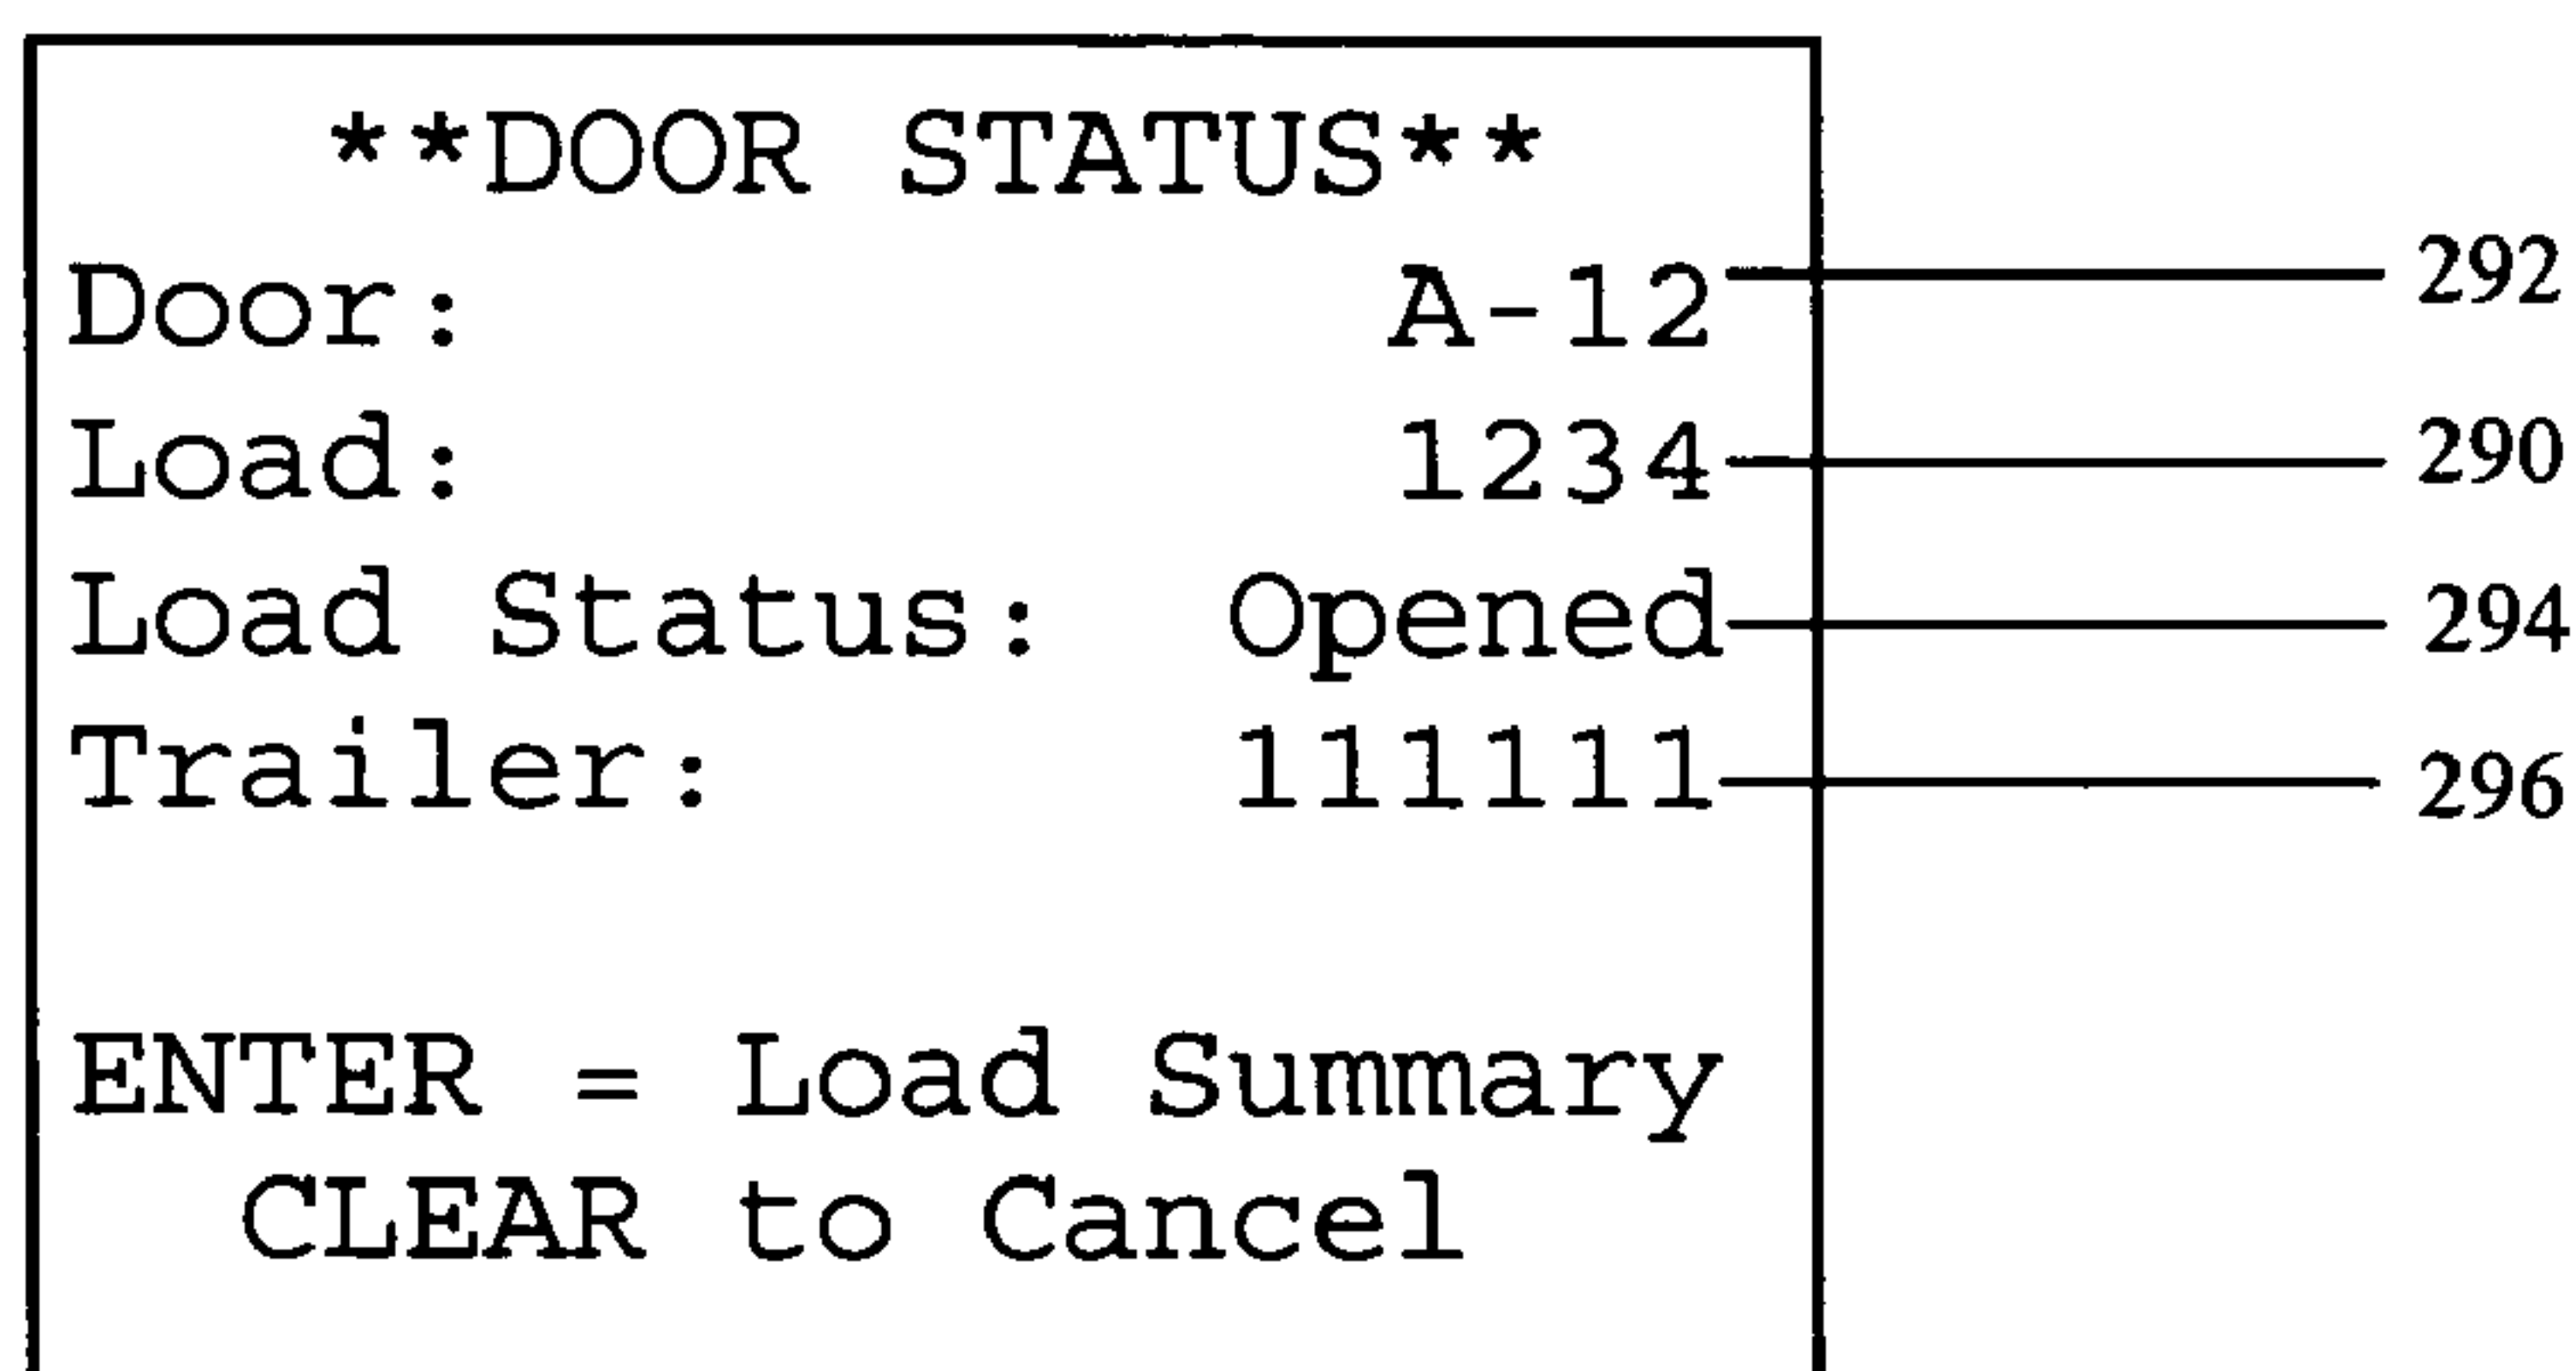 **DOOR STATUS**
Door: A-12 292
Load: 1234 290
Load Status: Opened 294
Trailer: 111111 296
ENTER = Load Summary
CLEAR to Cancel